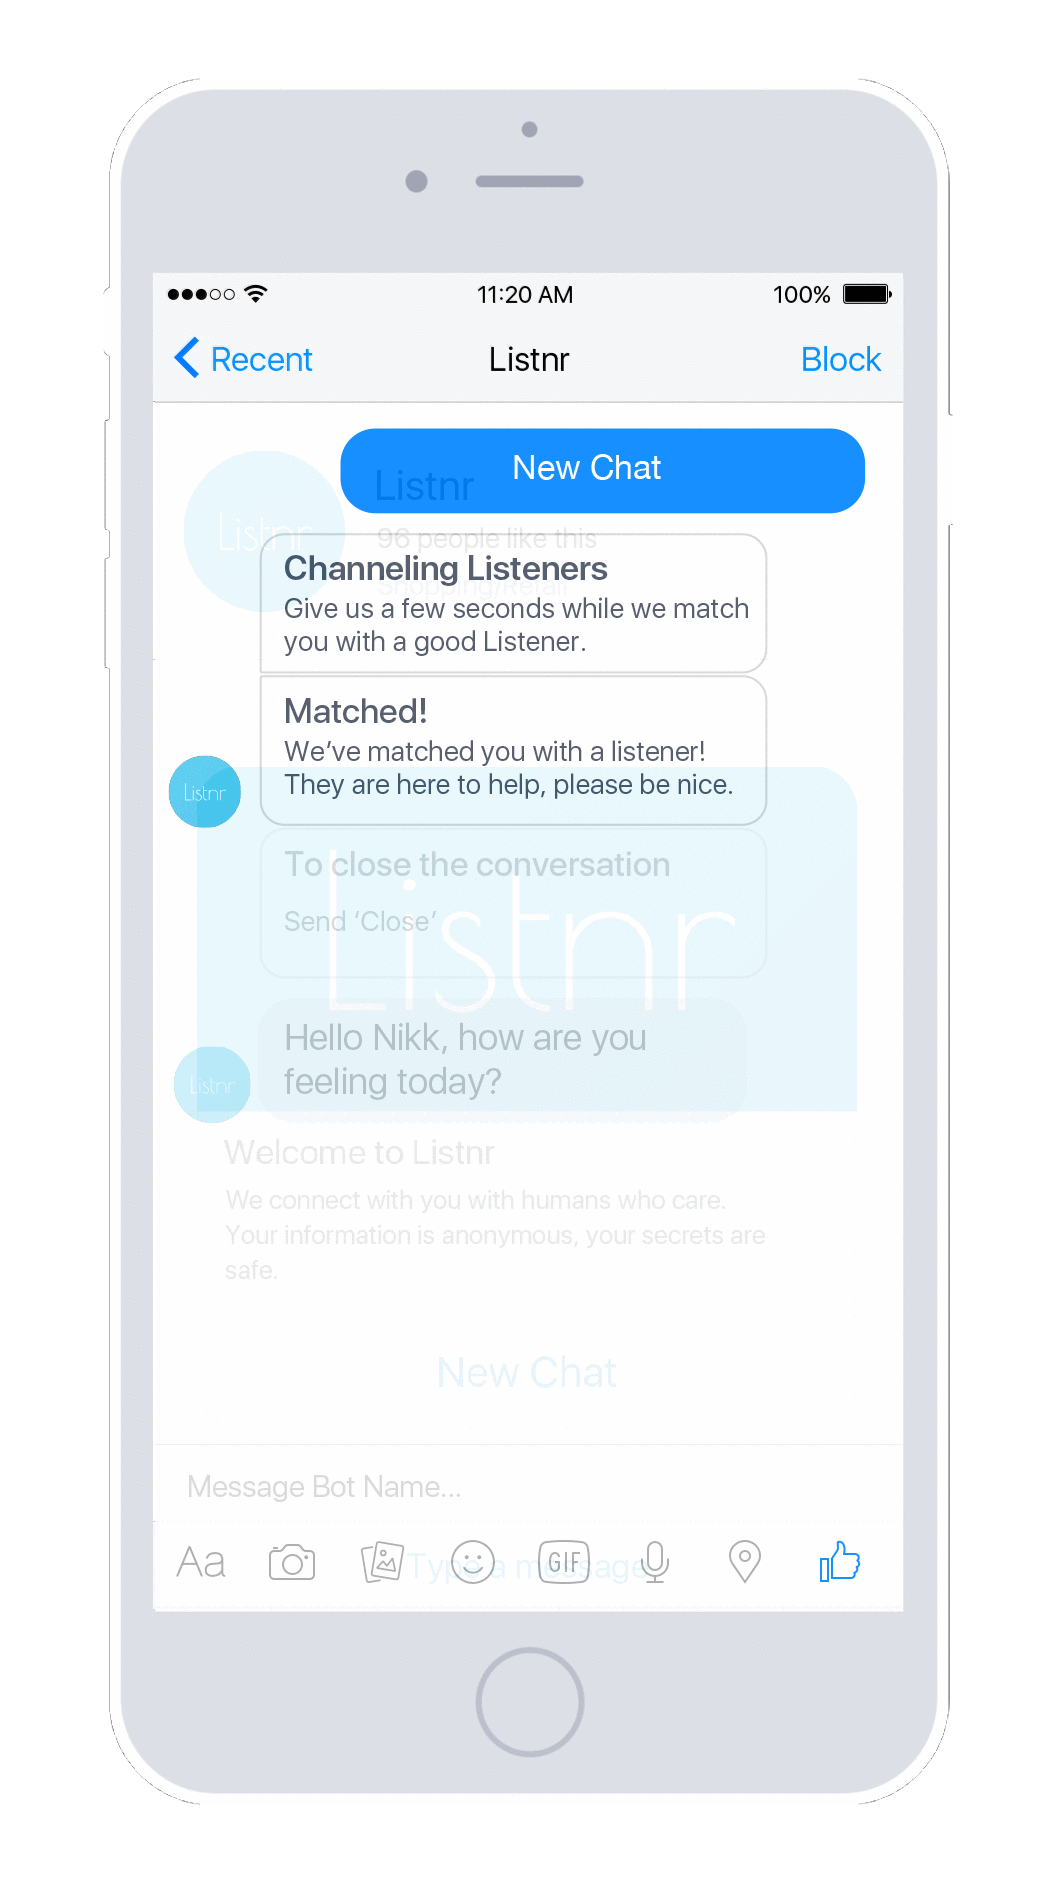 11:20 AM
100%
Recent
Listnr
Block
New Chat
Listnr
Listnr
96 people like this
Shopping/Retail
Channeling Listeners
Give us a few seconds while we match
you with a good Listener.
Matched!
We’ve matched you with a listener!
They are here to help, please be nice.
Listnr
To close the conversation
Send ‘Close’
Listnr
Hello Nikk, how are you
feeling today?
Listnr
Welcome to Listnr
We connect with you with humans who care.
Your information is anonymous, your secrets are
safe.
New Chat
Message Bot Name...
Aa
GIF
Type a message